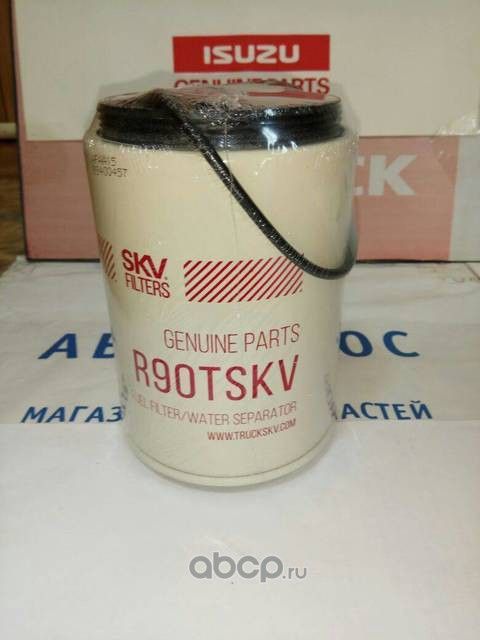 ISUZU
GENUINE PARTS
CK
SKV
FILTERS
GENUINE PARTS
R90TSKV
FUEL FILTER/WATER SEPARATOR
WWW.TRUCKSKV.COM
АВ ОС
МАГАЗ ЧАСТЕЙ
abcp.ru